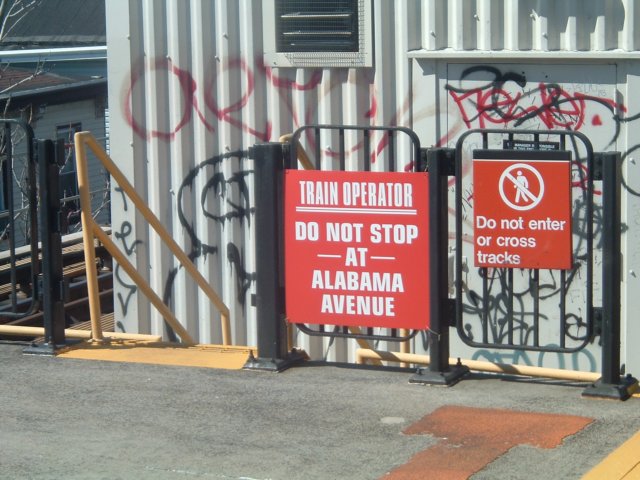 TRAIN OPERATOR
DO NOT STOP
AT
ALABAMA
AVENUE
Do not enter
or cross
tracks